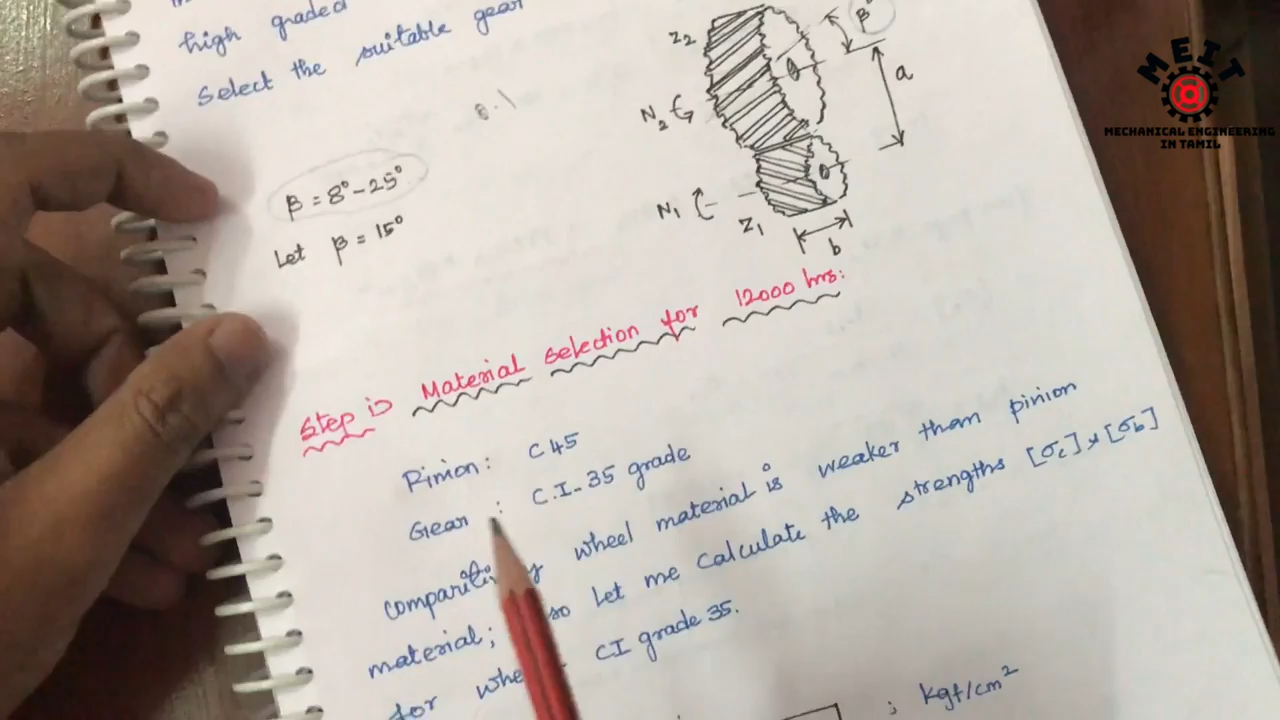 high graded
Select the suitable gear
β = 8° - 25°
Let β = 15°
Z2
N2
N1
Z1
β°
a
b
MEIT
MECHANICAL ENGINEERING
IN TAMIL
Step 1: Material selection for 12000 hrs:
Pinion: C45
Gear : C.I-35 grade
wheel material is weaker than pinion
material; so let me calculate the strengths [σc] & [σb]
for CI grade 35.
; kgf/cm²